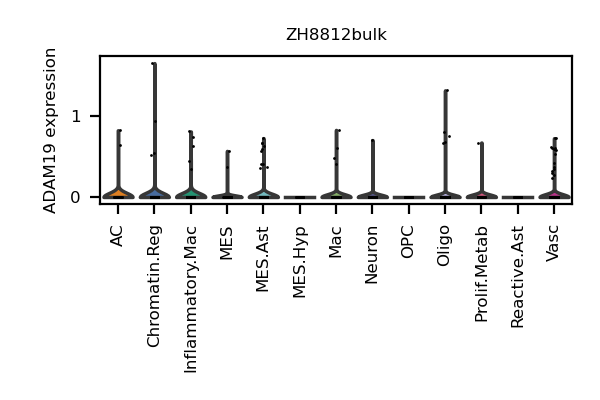 ZH8812bulk
ADAM19 expression
1
0
AC
Chromatin.Reg
Inflammatory.Mac
MES
MES.Ast
MES.Hyp
Mac
Neuron
OPC
Oligo
Prolif.Metab
Reactive.Ast
Vasc